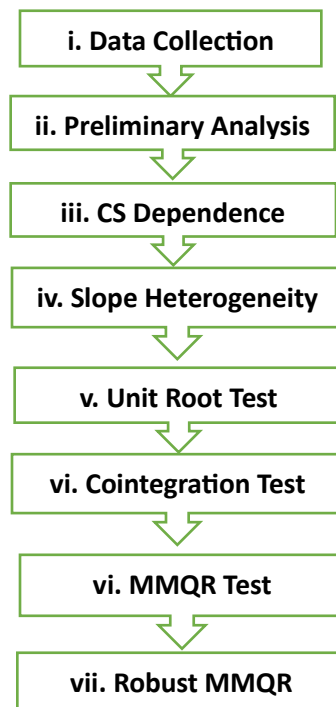 i. Data Collection
ii. Preliminary Analysis
iii. CS Dependence
iv. Slope Heterogeneity
v. Unit Root Test
vi. Cointegration Test
vi. MMQR Test
vii. Robust MMQR